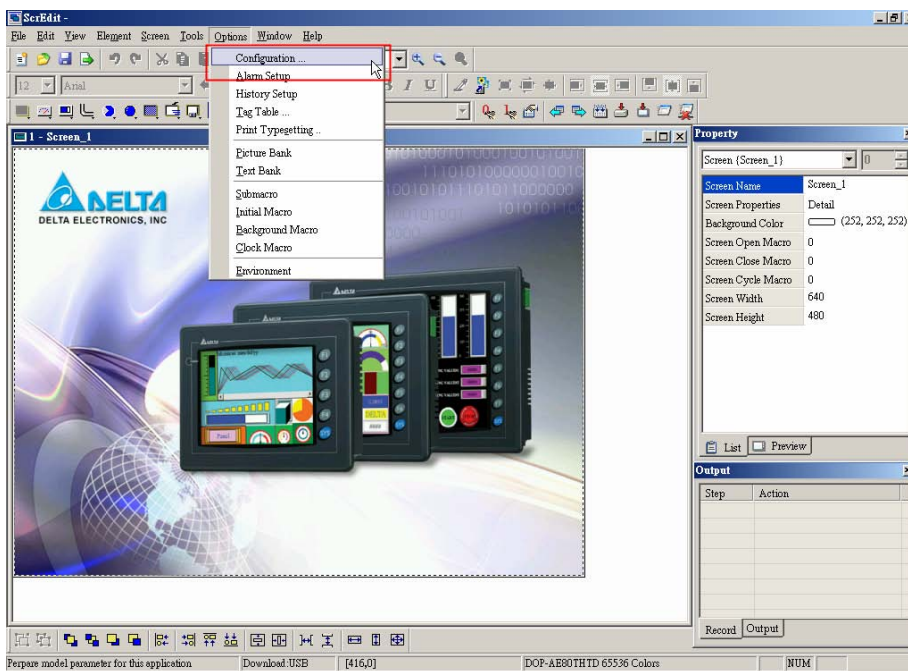 ScrEdit -
File Edit View Element Screen Tools Options Window Help
Configuration ...
Alarm Setup
History Setup
Tag Table ...
Print Typesetting ..
Picture Bank
Text Bank
Submacro
Initial Macro
Background Macro
Clock Macro
Environment
12 Arial
I U
1 - Screen_1
DELTA
DELTA ELECTRONICS, INC
Property
Screen {Screen_1} 0
Screen Name Screen_1
Screen Properties Detail
Background Color (252, 252, 252)
Screen Open Macro 0
Screen Close Macro 0
Screen Cycle Macro 0
Screen Width 640
Screen Height 480
List Preview
Output
Step Action
Record Output
Perpare model parameter for this application Download:USB [416,0] DOP-AE80THTD 65536 Colors NUM